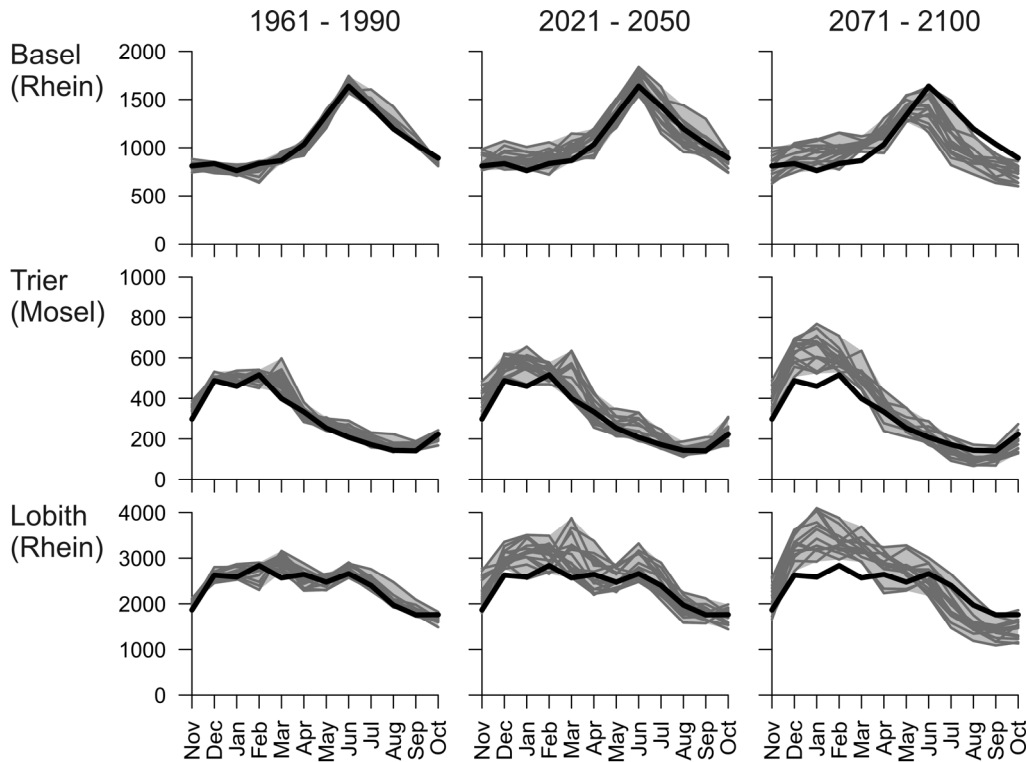 1961 - 1990 2021 - 2050 2071 - 2100
Basel
(Rhein)
2000
1500
1000
500
0
Trier
(Mosel)
1000
800
600
400
200
0
Lobith
(Rhein)
4000
3000
2000
1000
0
Nov Dec Jan Feb Mar Apr May Jun Jul Aug Sep Oct
Nov Dec Jan Feb Mar Apr May Jun Jul Aug Sep Oct
Nov Dec Jan Feb Mar Apr May Jun Jul Aug Sep Oct